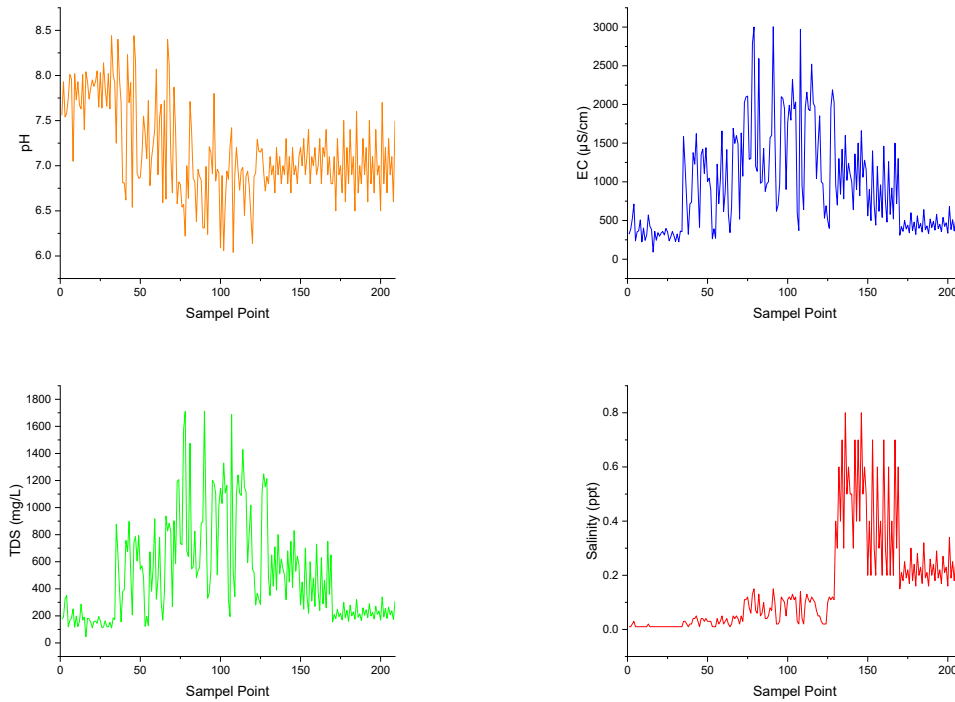 8.5
8.0
7.5
7.0
6.5
6.0
pH
0 50 100 150 200
Sampel Point
3000
2500
2000
1500
1000
500
0
EC (µS/cm)
0 50 100 150 200
Sampel Point
1800
1600
1400
1200
1000
800
600
400
200
0
TDS (mg/L)
0 50 100 150 200
Sampel Point
0.8
0.6
0.4
0.2
0.0
Salinity (ppt)
0 50 100 150 200
Sampel Point